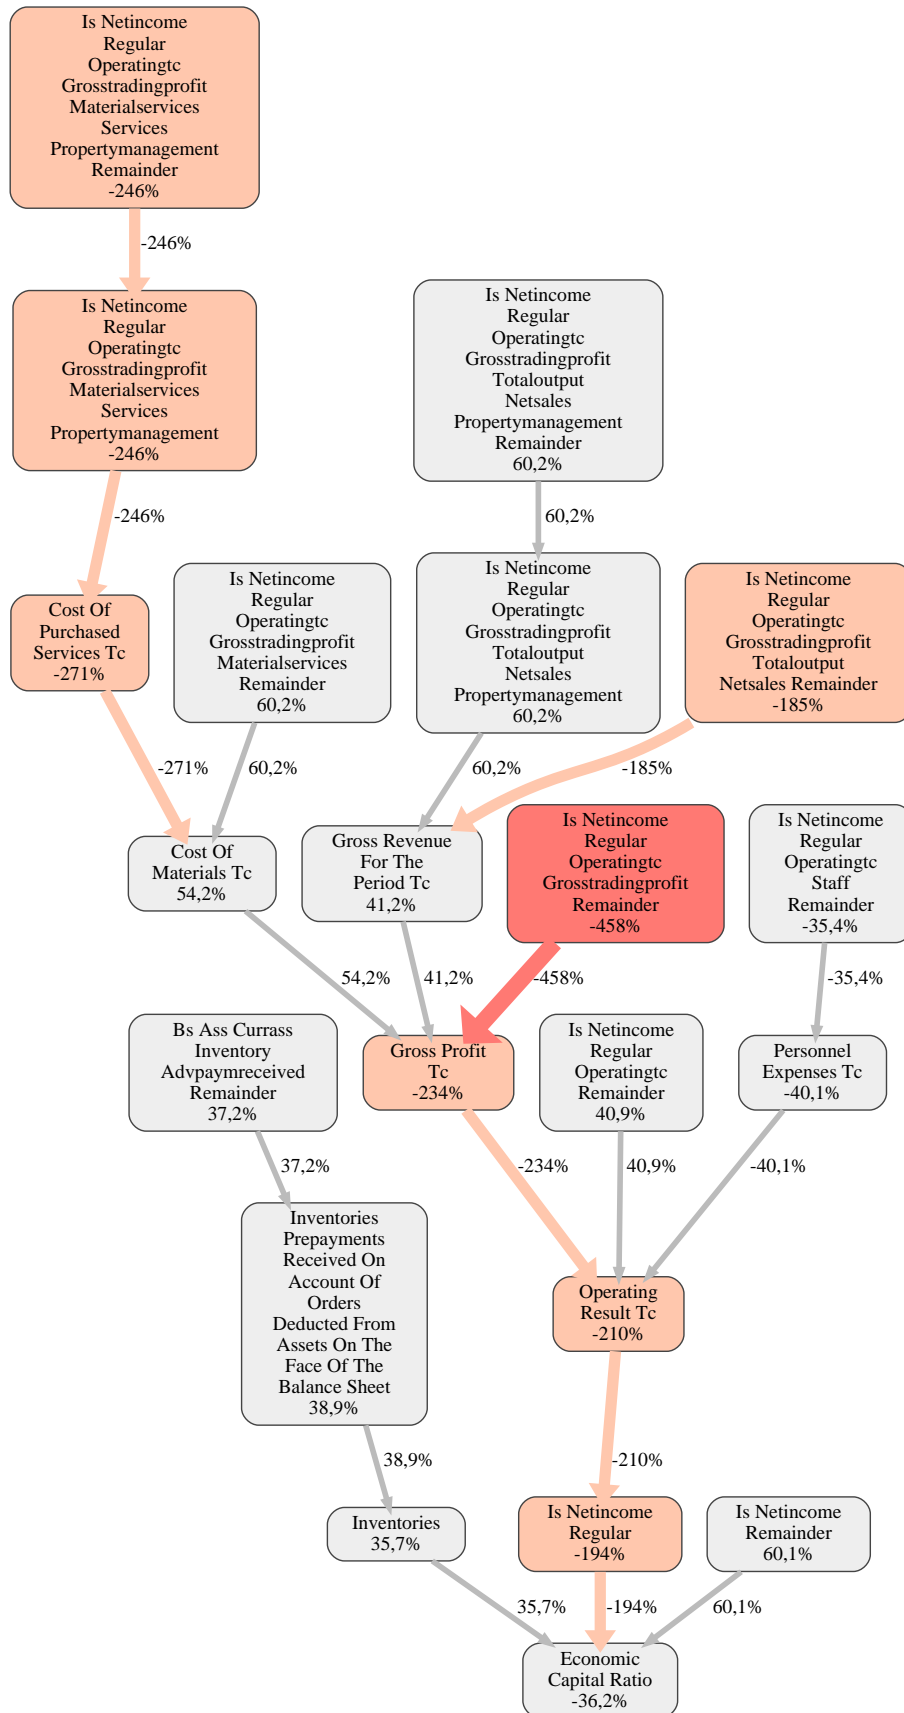 Is Netincome
Regular
Operatingtc
Grosstradingprofit
Materialservices
Services
Propertymanagement
Remainder
-246%
-246%
Is Netincome
Regular
Operatingtc
Grosstradingprofit
Materialservices
Services
Propertymanagement
-246%
Is Netincome
Regular
Operatingtc
Grosstradingprofit
Totaloutput
Netsales
Propertymanagement
Remainder
60,2%
-246%
60,2%
Cost Of
Purchased
Services Tc
-271%
Is Netincome
Regular
Operatingtc
Grosstradingprofit
Materialservices
Remainder
60,2%
Is Netincome
Regular
Operatingtc
Grosstradingprofit
Totaloutput
Netsales
Propertymanagement
60,2%
Is Netincome
Regular
Operatingtc
Grosstradingprofit
Totaloutput
Netsales Remainder
-185%
-271%
60,2%
60,2%
-185%
Cost Of
Materials Tc
54,2%
Gross Revenue
For The
Period Tc
41,2%
Is Netincome
Regular
Operatingtc
Grosstradingprofit
Remainder
-458%
Is Netincome
Regular
Operatingtc
Staff
Remainder
-35,4%
54,2%
41,2%
-458%
-35,4%
Bs Ass Currass
Inventory
Advpaymreceived
Remainder
37,2%
Gross Profit
Tc
-234%
Is Netincome
Regular
Operatingtc
Remainder
40,9%
Personnel
Expenses Tc
-40,1%
37,2%
-234%
40,9%
-40,1%
Inventories
Prepayments
Received On
Account Of
Orders
Deducted From
Assets On The
Face Of The
Balance Sheet
38,9%
Operating
Result Tc
-210%
38,9%
-210%
Inventories
35,7%
Is Netincome
Regular
-194%
Is Netincome
Remainder
60,1%
35,7%
-194%
60,1%
Economic
Capital Ratio
-36,2%